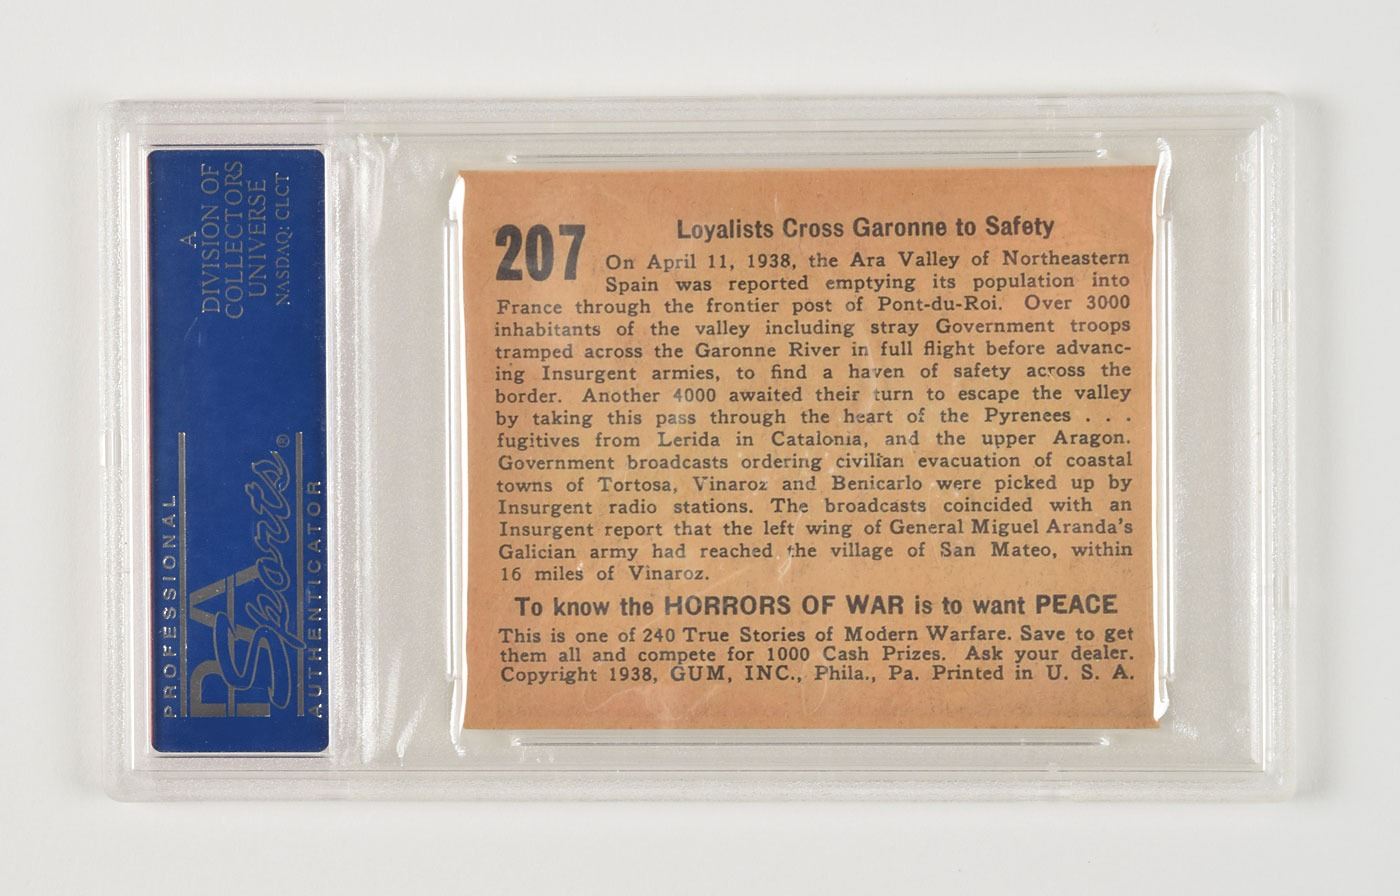 A
DIVISION OF
COLLECTORS
UNIVERSE
NASDAQ: CLCT
PROFESSIONAL
PSA
Sports®
AUTHENTICATOR
207
Loyalists Cross Garonne to Safety
On April 11, 1938, the Ara Valley of Northeastern
Spain was reported emptying its population into
France through the frontier post of Pont-du-Roi. Over 3000
inhabitants of the valley including stray Government troops
tramped across the Garonne River in full flight before advanc-
ing Insurgent armies, to find a haven of safety across the
border. Another 4000 awaited their turn to escape the valley
by taking this pass through the heart of the Pyrenees . . .
fugitives from Lerida in Catalonia, and the upper Aragon.
Government broadcasts ordering civilian evacuation of coastal
towns of Tortosa, Vinaroz and Benicarlo were picked up by
Insurgent radio stations. The broadcasts coincided with an
Insurgent report that the left wing of General Miguel Aranda's
Galician army had reached the village of San Mateo, within
16 miles of Vinaroz.
To know the HORRORS OF WAR is to want PEACE
This is one of 240 True Stories of Modern Warfare. Save to get
them all and compete for 1000 Cash Prizes. Ask your dealer.
Copyright 1938, GUM, INC., Phila., Pa. Printed in U. S. A.